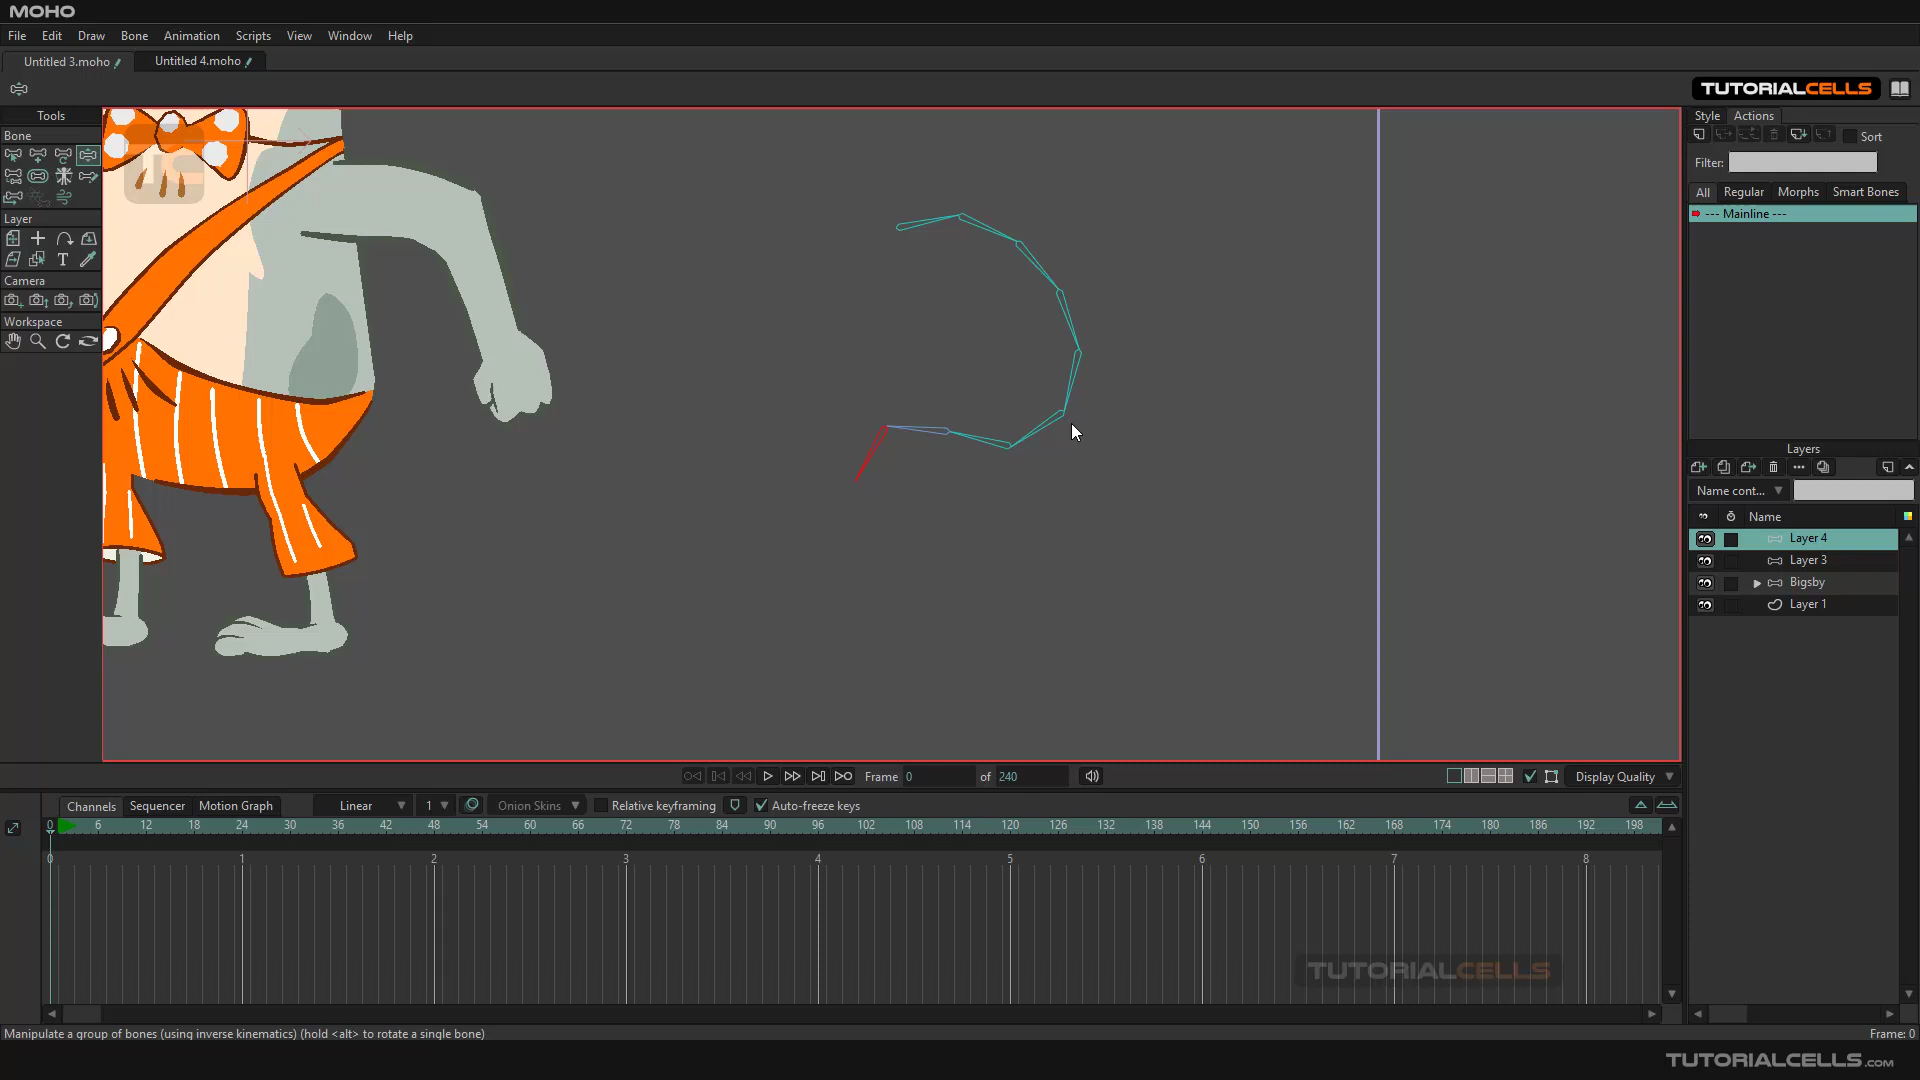 MOHO
File Edit Draw Bone Animation Scripts View Window Help
Untitled 3.moho Untitled 4.moho
TUTORIALCELLS
Tools
Style Actions
Bone
Sort
Filter:
All Regular Morphs Smart Bones
--- Mainline ---
Layer
Camera
Workspace
Layers
Name cont...
Name
Layer 4
Layer 3
Bigsby
Layer 1
Frame 0 of 240 Display Quality
Channels Sequencer Motion Graph Linear 1 Onion Skins Relative keyframing Auto-freeze keys
0 6 12 18 24 30 36 42 48 54 60 66 72 78 84 90 96 102 108 114 120 126 132 138 144 150 156 162 168 174 180 186 192 198
0 1 2 3 4 5 6 7 8
TUTORIALCELLS
Manipulate a group of bones (using inverse kinematics) (hold <alt> to rotate a single bone) Frame: 0
TUTORIALCELLS.COM